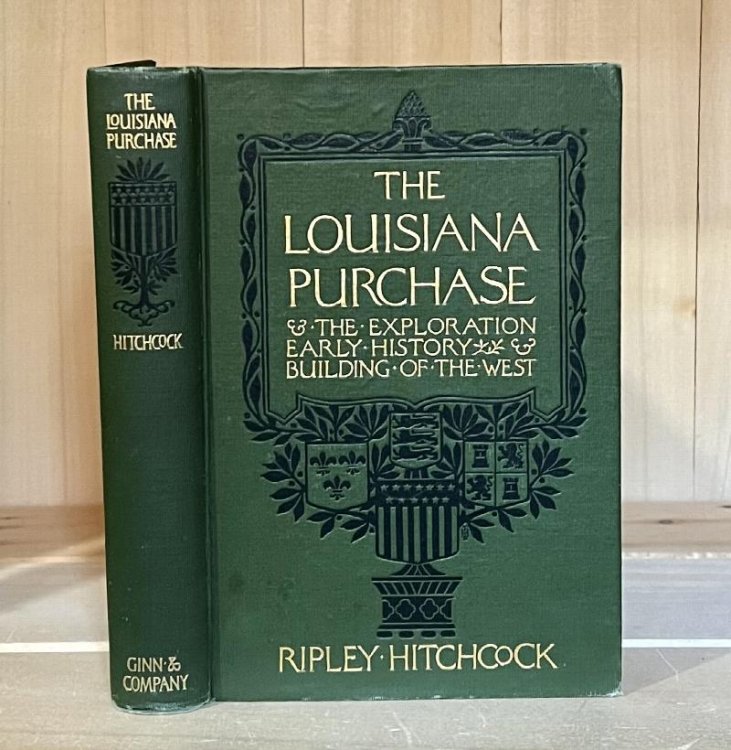 THE
LOUISIANA
PURCHASE
HITCHCOCK
GINN · &
COMPANY
THE
LOUISIANA
PURCHASE
& · THE · EXPLORATION
EARLY · HISTORY &
BUILDING · OF · THE · WEST
RIPLEY · HITCHCOCK